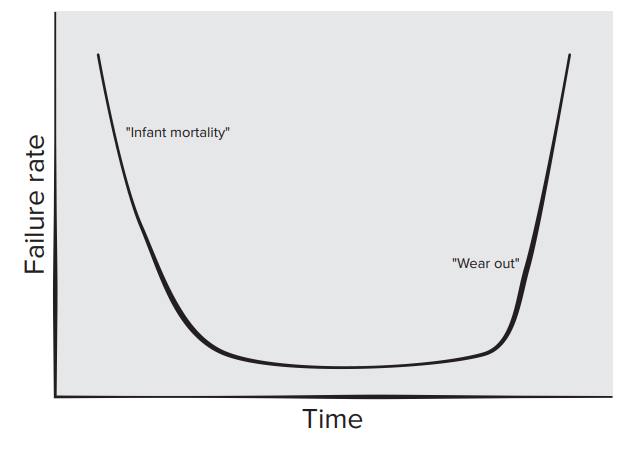 "Infant mortality"
Failure rate
"Wear out"
Time